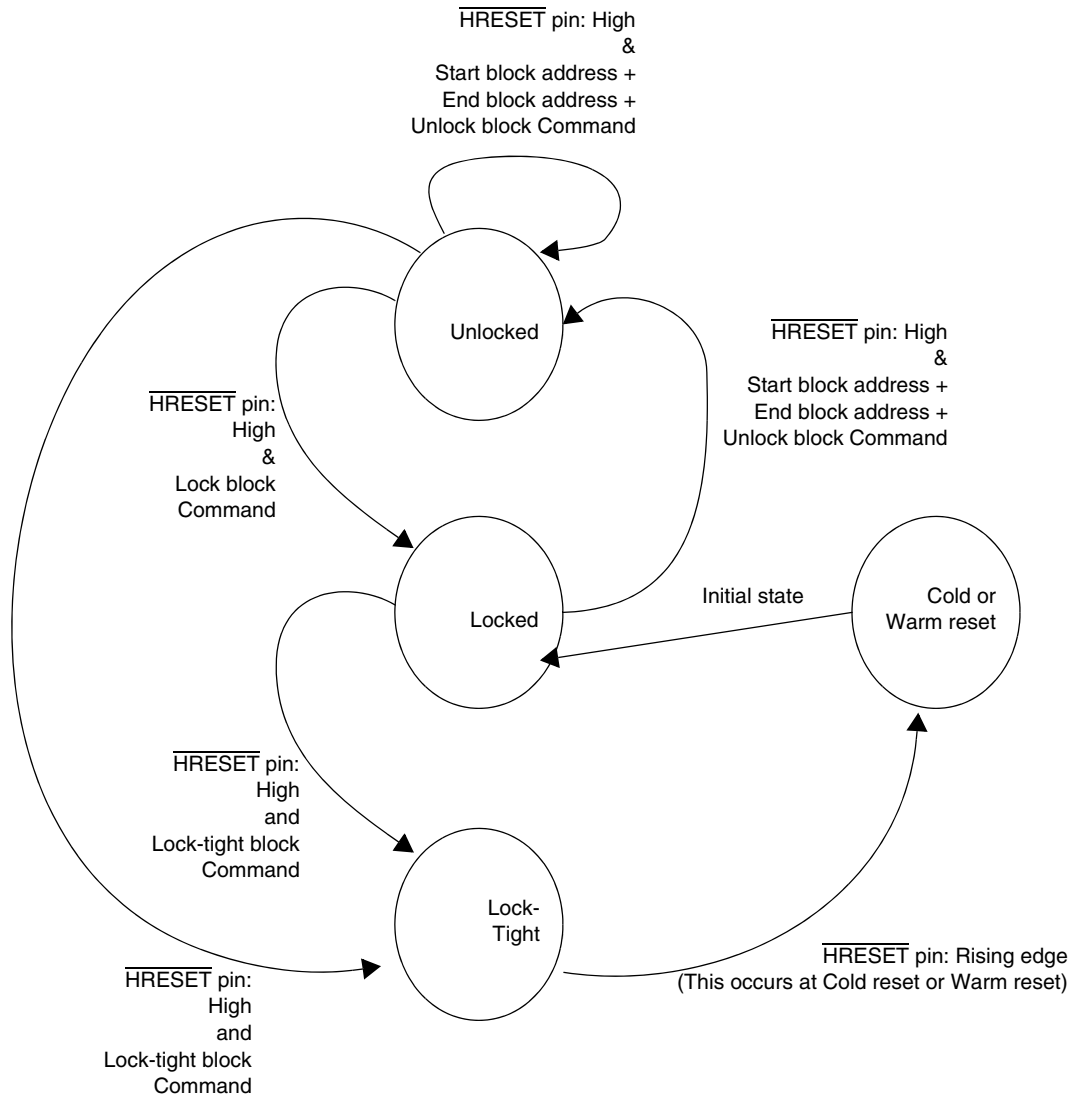 HRESET pin: High
&
Start block address +
End block address +
Unlock block Command
Unlocked
HRESET pin: High
&
Start block address +
End block address +
Unlock block Command
HRESET pin:
High
&
Lock block
Command
Locked
Initial state
Cold or
Warm reset
HRESET pin:
High
and
Lock-tight block
Command
Lock-
Tight
HRESET pin: Rising edge
(This occurs at Cold reset or Warm reset)
HRESET pin:
High
and
Lock-tight block
Command